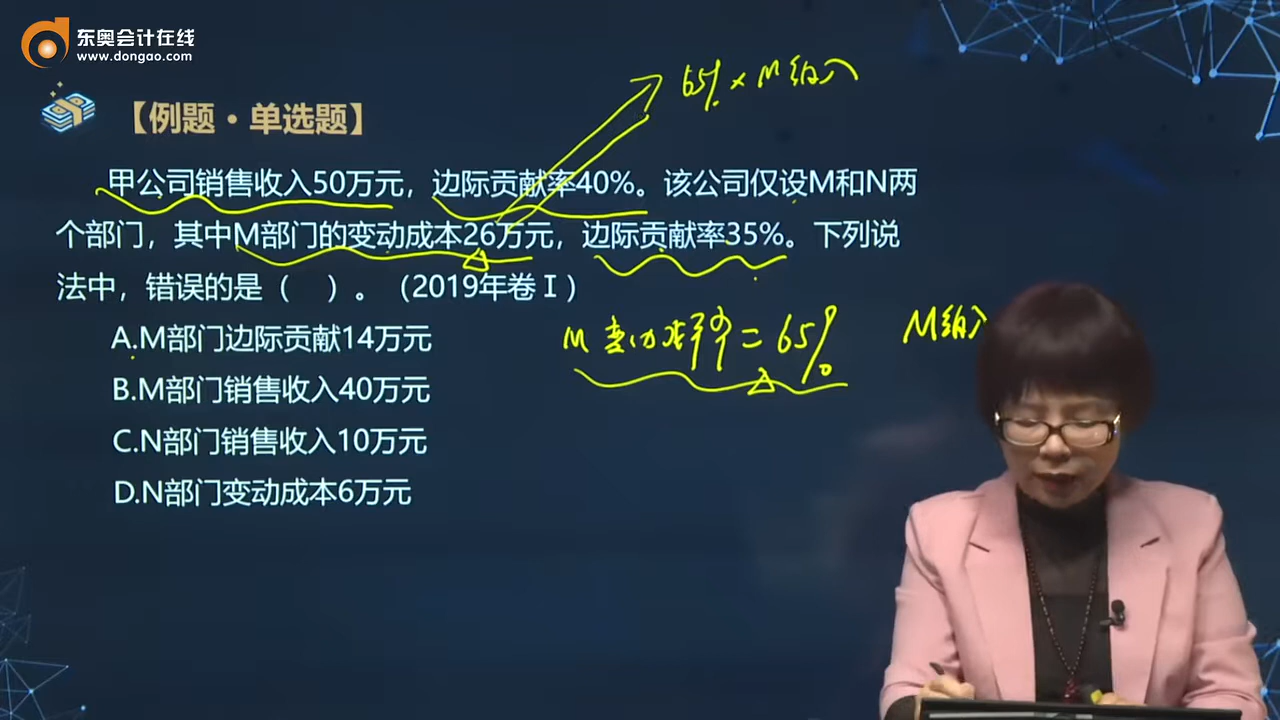 东奥会计在线
www.dongao.com
65% × M销入
【例题·单选题】
甲公司销售收入50万元，边际贡献率40%。该公司仅设M和N两
个部门，其中M部门的变动成本26万元，边际贡献率35%。下列说
法中，错误的是（ ）。（2019年卷Ⅰ）
A.M部门边际贡献14万元
M 变动成本率=65%
M销入
B.M部门销售收入40万元
C.N部门销售收入10万元
D.N部门变动成本6万元